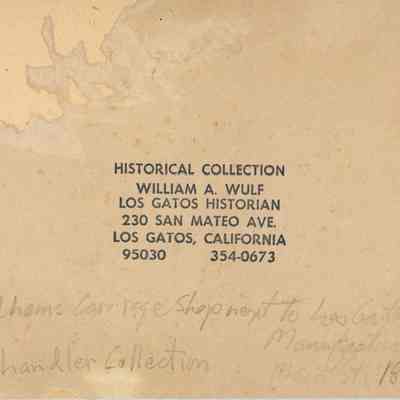 HISTORICAL COLLECTION
WILLIAM A. WULF
LOS GATOS HISTORIAN
230 SAN MATEO AVE.
LOS GATOS, CALIFORNIA
95030 354-0673
Carriage Shop next to Los
Chandler Collection